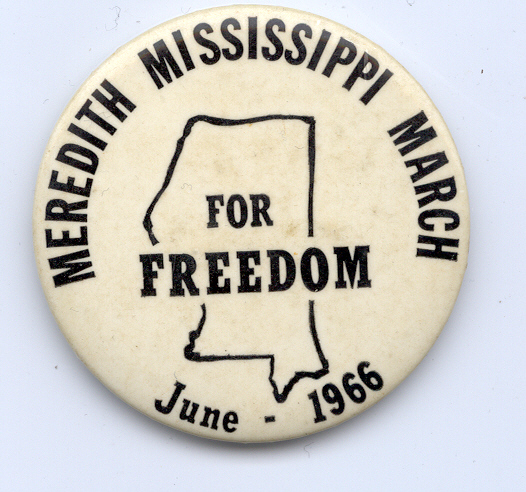 MEREDITH MISSISSIPPI MARCH
FOR
FREEDOM
June - 1966